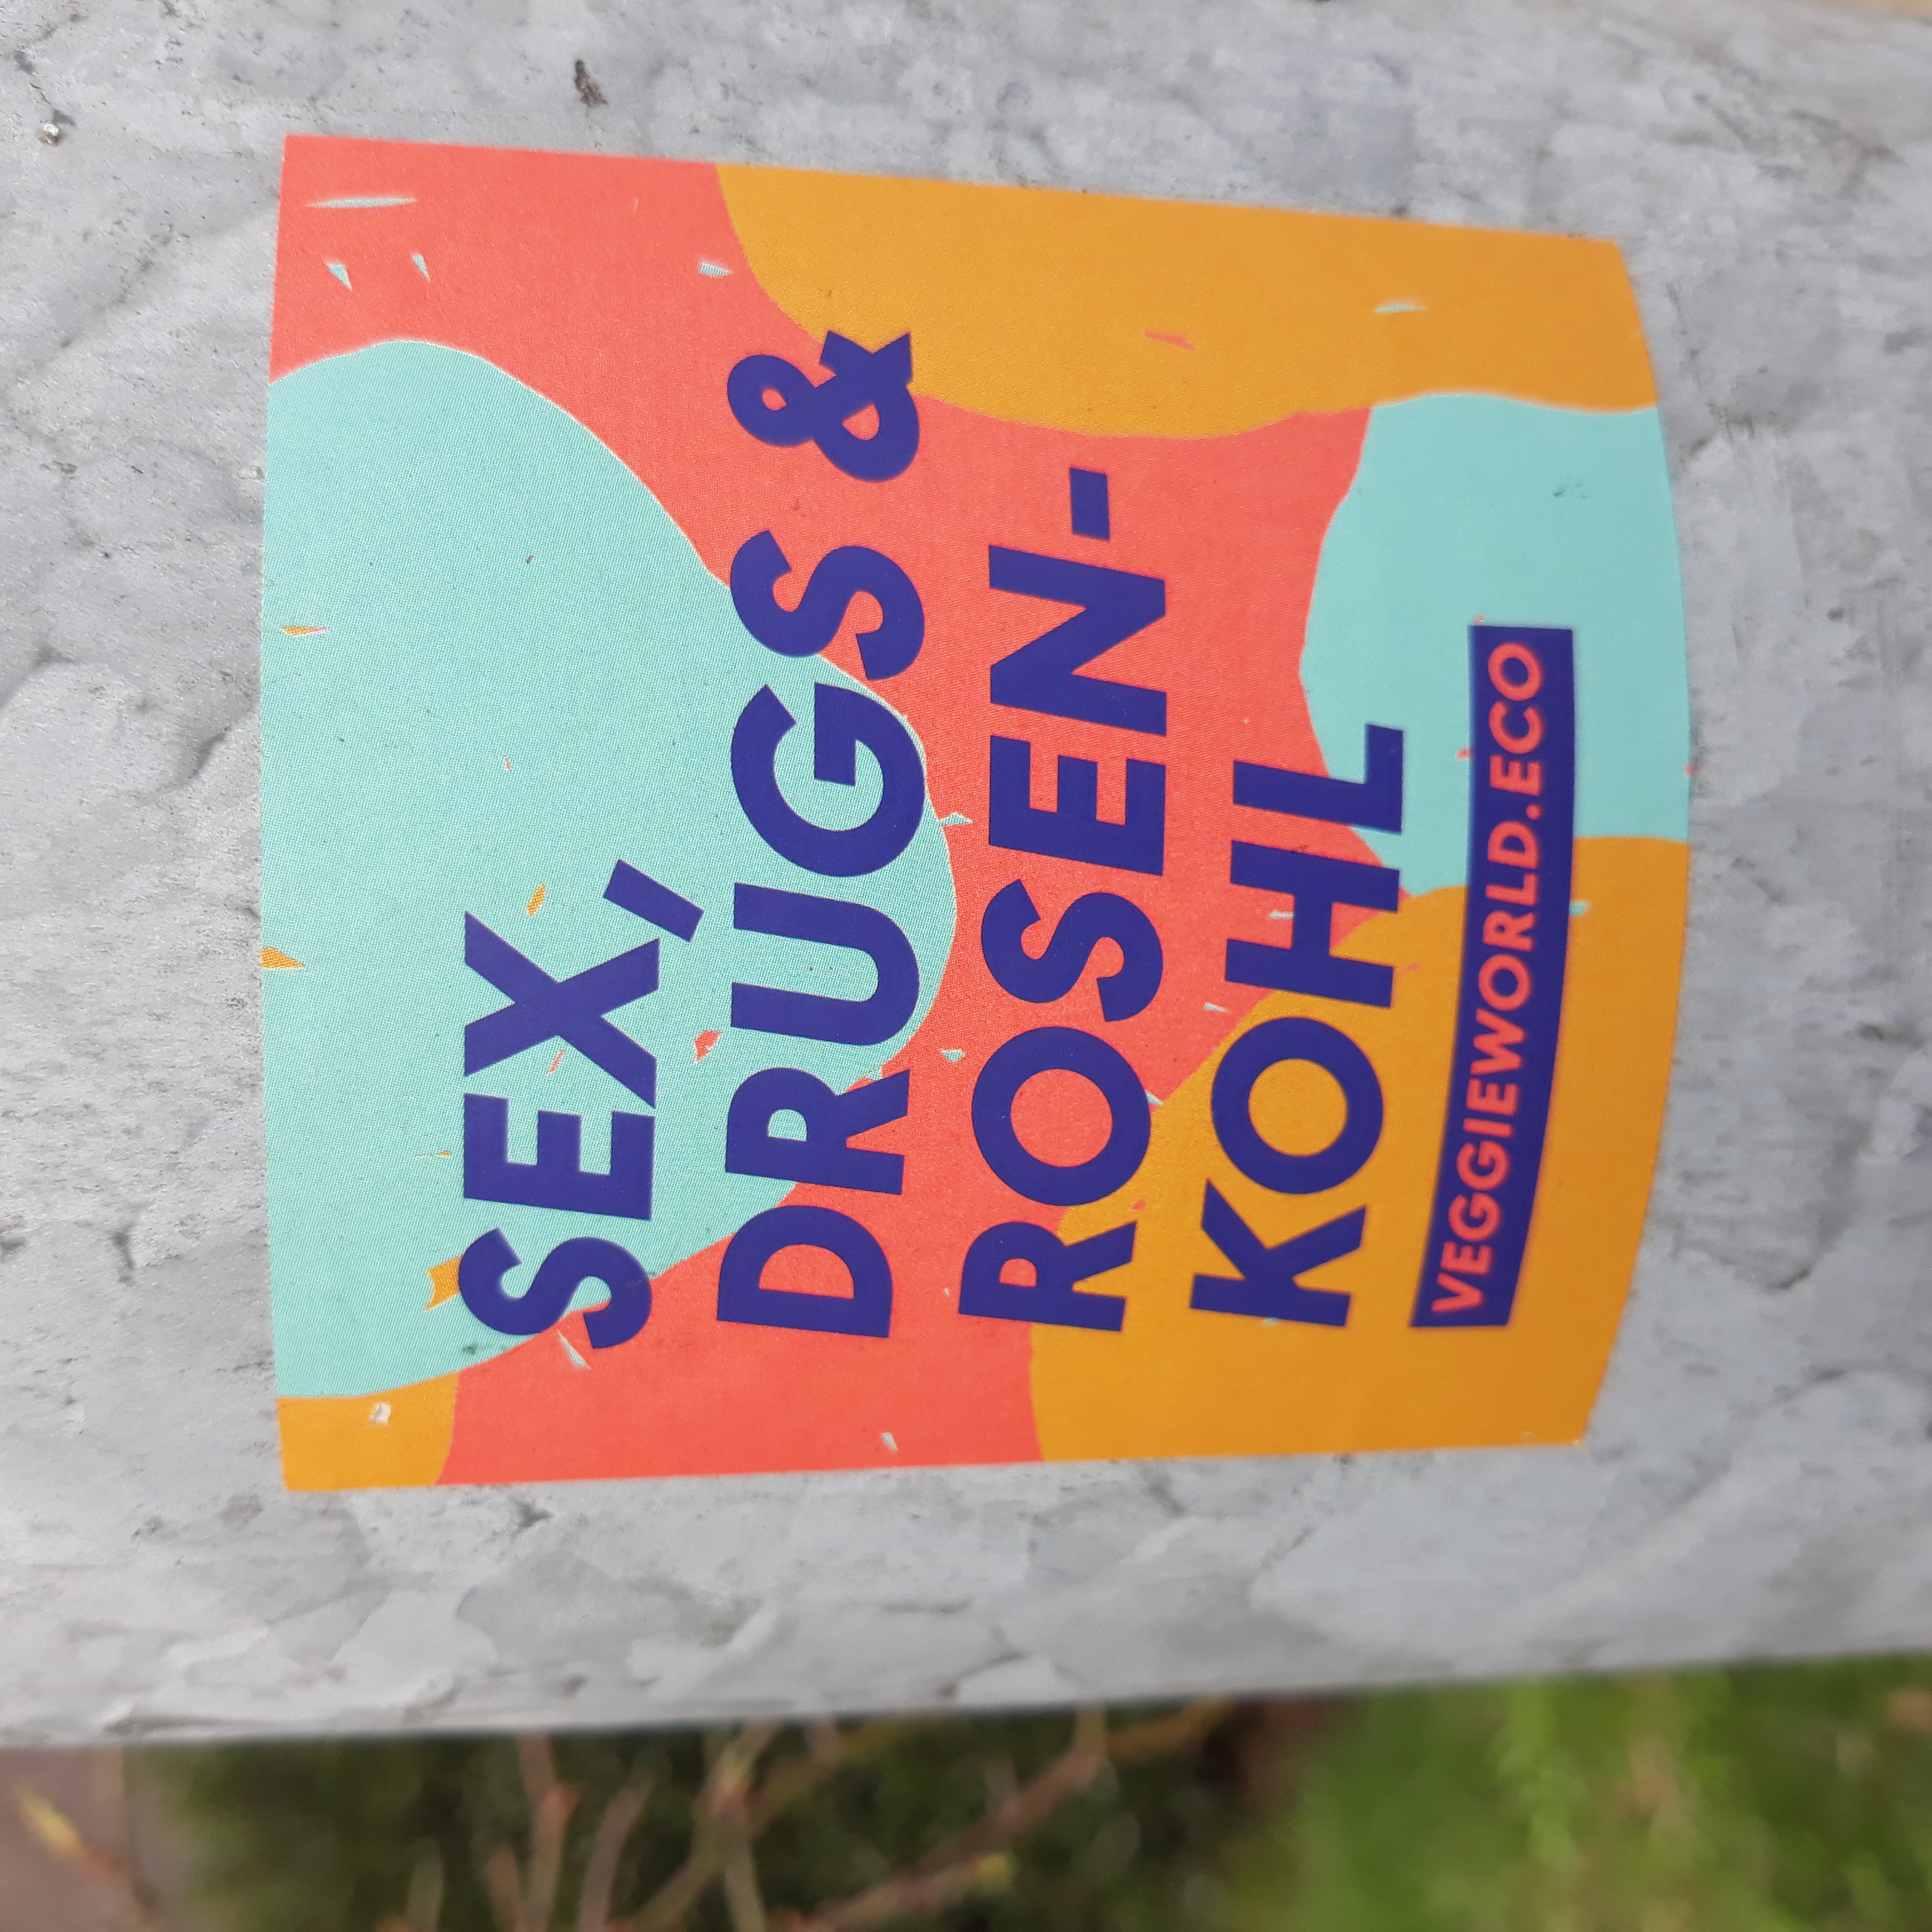 SEX,
DRUGS &
ROSEN-
KOHL
VEGGIEWORLD.ECO